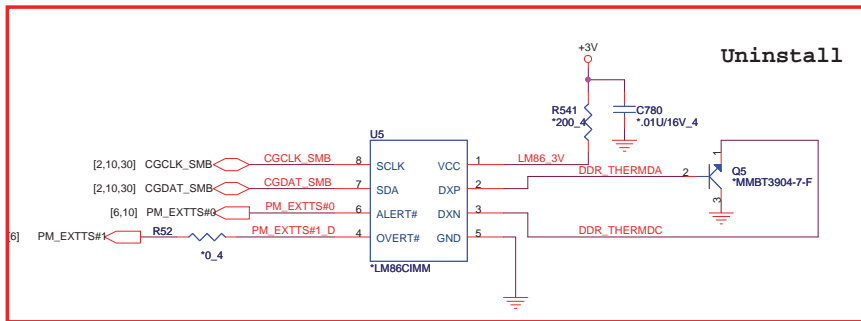 +3V
Uninstall
R541
*200_4
C780
*.01U/16V_4
U5
[2,10,30] CGCLK_SMB CGCLK_SMB 8 SCLK VCC 1 LM86_3V
[2,10,30] CGDAT_SMB CGDAT_SMB 7 SDA DXP 2 DDR_THERMDA 2
1
Q5
*MMBT3904-7-F
3
[6,10] PM_EXTTS#0 PM_EXTTS#0 6 ALERT# DXN 3 DDR_THERMDC
6] PM_EXTTS#1 R52 PM_EXTTS#1_D 4 OVERT# GND 5
*0_4
*LM86CIMM